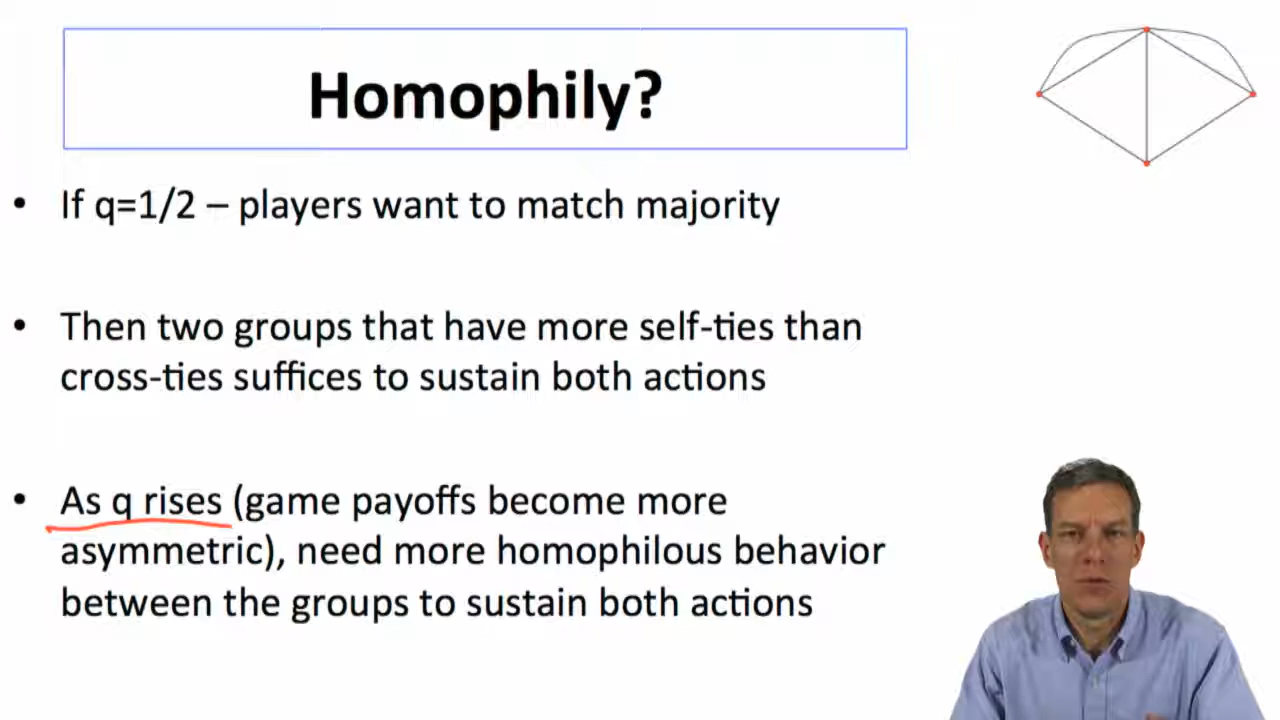 Homophily?
• If q=1/2 – players want to match majority
• Then two groups that have more self-ties than
cross-ties suffices to sustain both actions
• As q rises (game payoffs become more
asymmetric), need more homophilous behavior
between the groups to sustain both actions